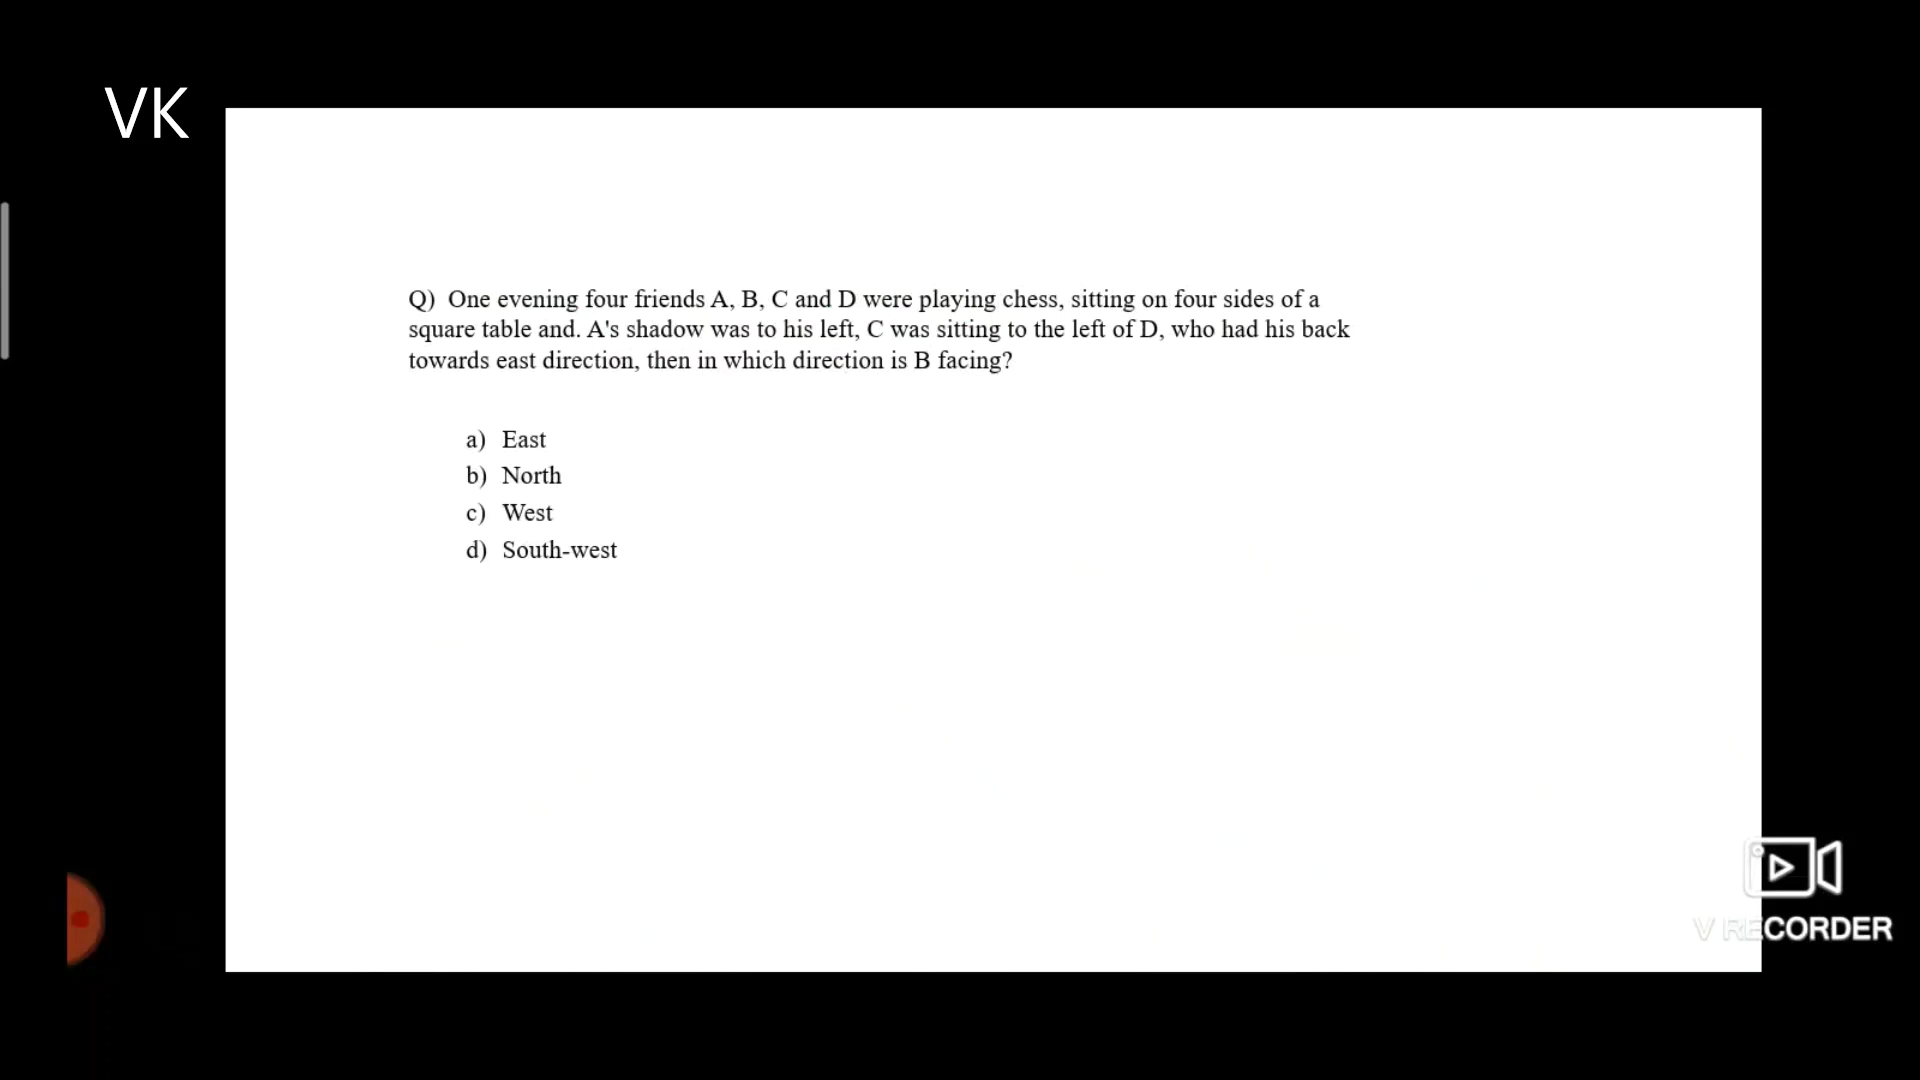 VK
Q) One evening four friends A, B, C and D were playing chess, sitting on four sides of a
square table and. A's shadow was to his left, C was sitting to the left of D, who had his back
towards east direction, then in which direction is B facing?
a) East
b) North
c) West
d) South-west
V RECORDER